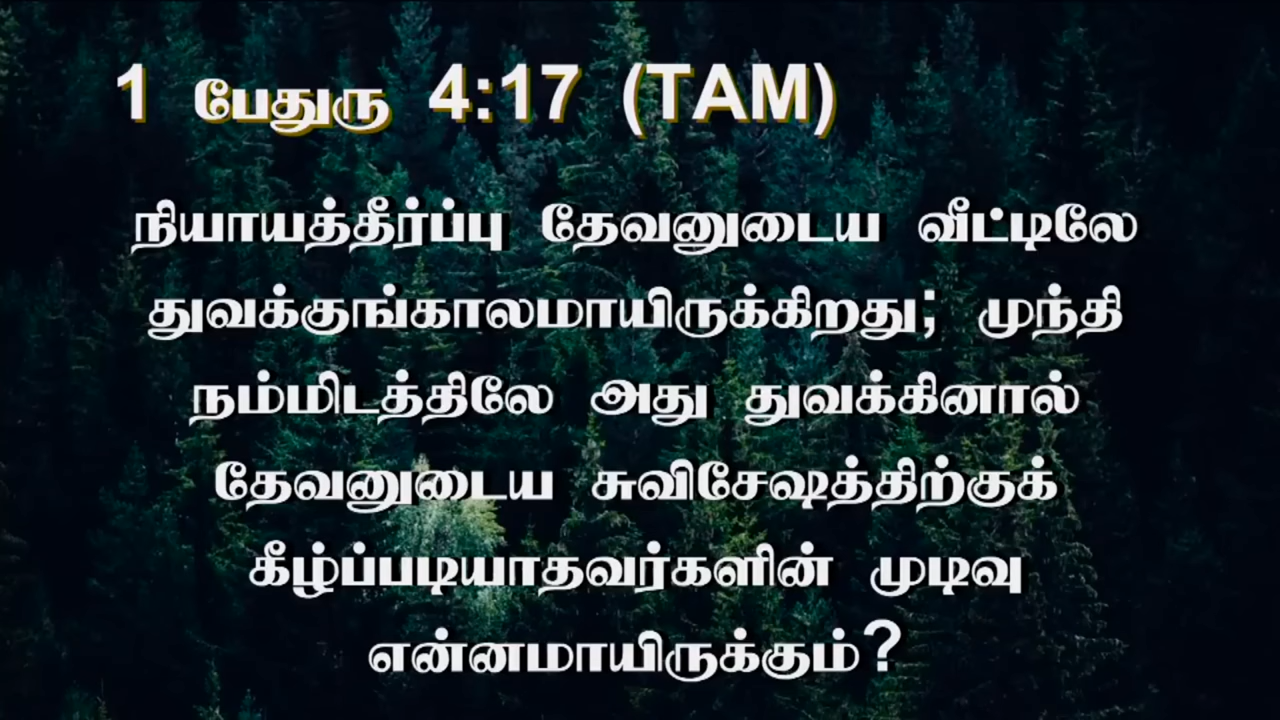 1 பேதுரு 4:17 (TAM)
நியாயத்தீர்ப்பு தேவனுடைய வீட்டிலே
துவக்குங்காலமாயிருக்கிறது; முந்தி
நம்மிடத்திலே அது துவக்கினால்
தேவனுடைய சுவிசேஷத்திற்குக்
கீழ்ப்படியாதவர்களின் முடிவு
என்னமாயிருக்கும்?